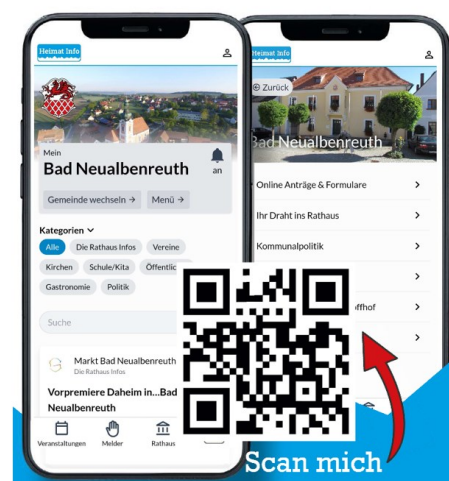 Heimat Info
Mein
Bad Neualbenreuth
an
Gemeinde wechseln →
Menü →
Kategorien
Alle
Die Rathaus Infos
Vereine
Kirchen
Schule/Kita
Gastronomie
Politik
Suche
Markt Bad Neualbenreuth
Die Rathaus Infos
Vorpremiere Daheim in...Bad
Neualbenreuth
Veranstaltungen
Melder
Rathaus
Heimat Info
Zurück
Bad Neualbenreuth
Online Anträge & Formulare
Ihr Draht ins Rathaus
Kommunalpolitik
Scan mich